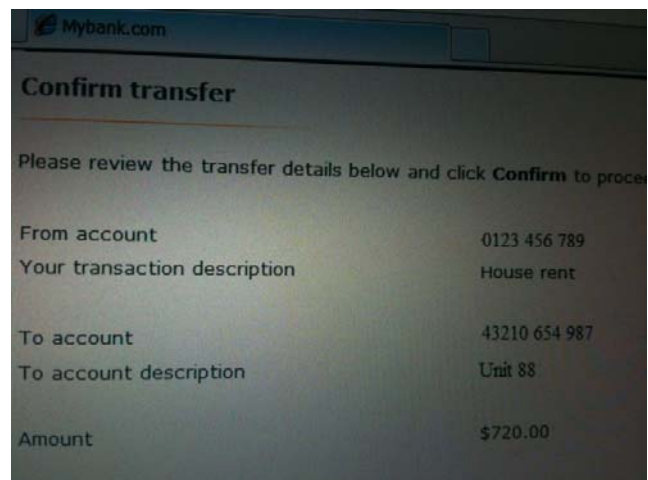 Mybank.com
Confirm transfer
Please review the transfer details below and click Confirm to
From account 0123 456 789
Your transaction description House rent
To account 43210 654 987
To account description Unit 88
Amount $720.00